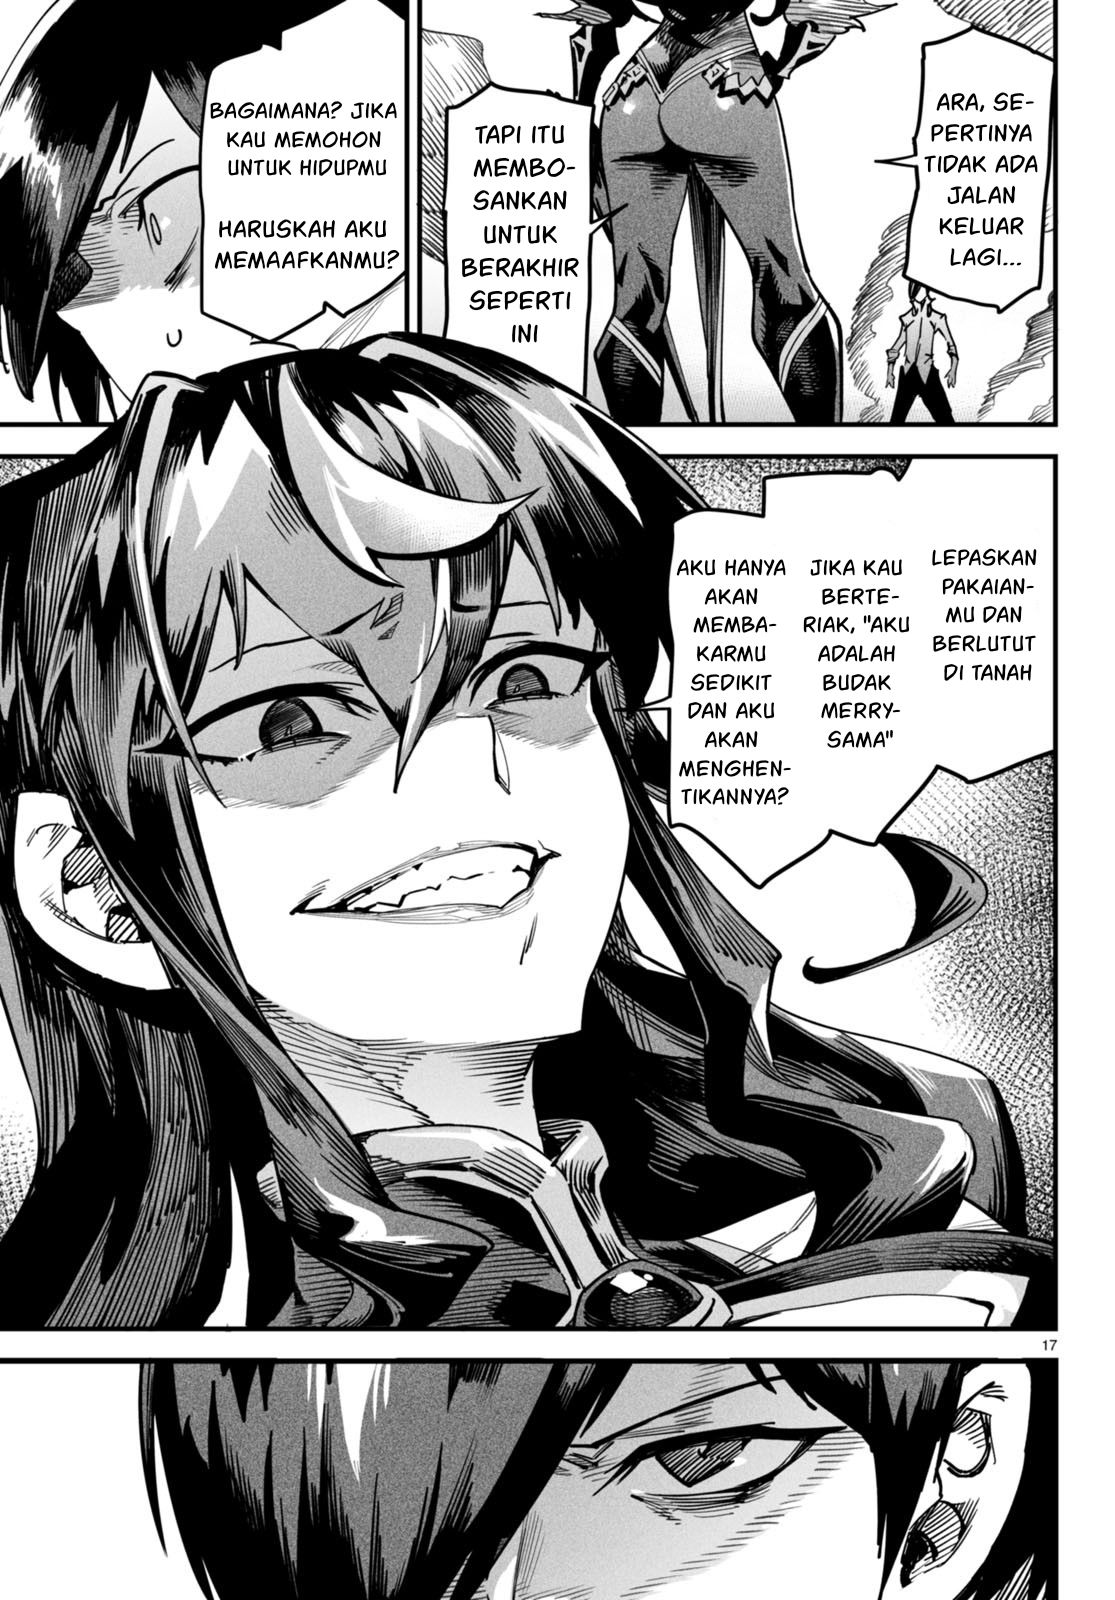 ARA, SE-
PERTINYA
TIDAK ADA
JALAN
KELUAR
LAGI...
TAPI ITU
MEMBO-
SANKAN
UNTUK
BERAKHIR
SEPERTI
INI
BAGAIMANA? JIKA
KAU MEMOHON
UNTUK HIDUPMU
HARUSKAH AKU
MEMAAFKANMU?
LEPASKAN
PAKAIAN-
MU DAN
BERLUTUT
DI TANAH
JIKA KAU
BERTE-
RIAK, "AKU
ADALAH
BUDAK
MERRY-
SAMA"
AKU HANYA
AKAN
MEMBA-
KARMU
SEDIKIT
DAN AKU
AKAN
MENGHEN-
TIKANNYA?
17